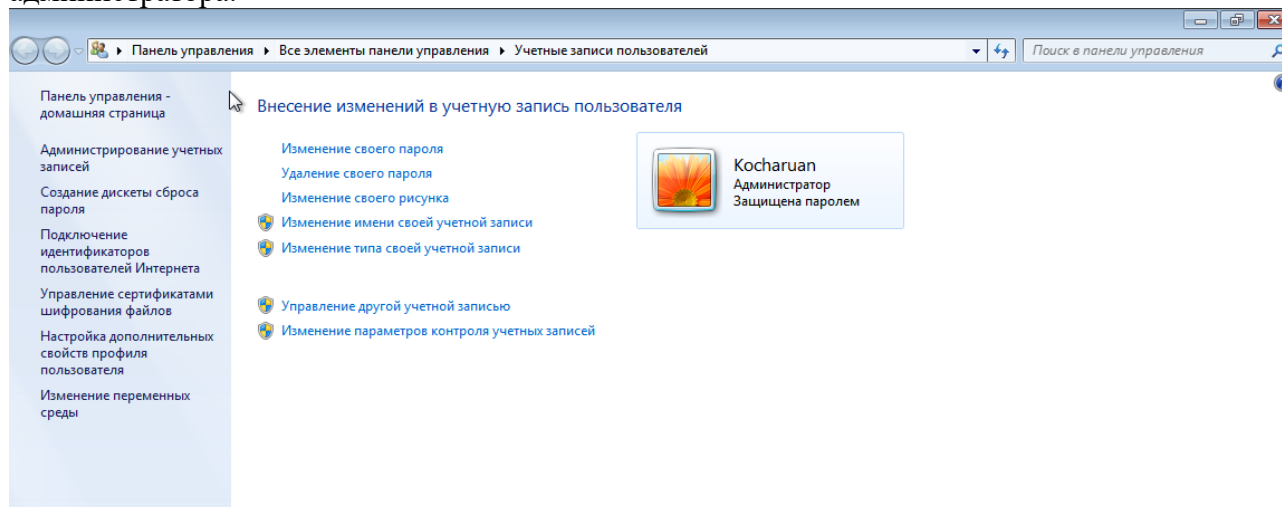 администратора.
Панель управления ▸ Все элементы панели управления ▸ Учетные записи пользователей
Поиск в панели управления
Панель управления -
домашняя страница
Администрирование учетных
записей
Создание дискеты сброса
пароля
Подключение
идентификаторов
пользователей Интернета
Управление сертификатами
шифрования файлов
Настройка дополнительных
свойств профиля
пользователя
Изменение переменных
среды
Внесение изменений в учетную запись пользователя
Изменение своего пароля
Удаление своего пароля
Изменение своего рисунка
Изменение имени своей учетной записи
Изменение типа своей учетной записи
Управление другой учетной записью
Изменение параметров контроля учетных записей
Kocharuan
Администратор
Защищена паролем